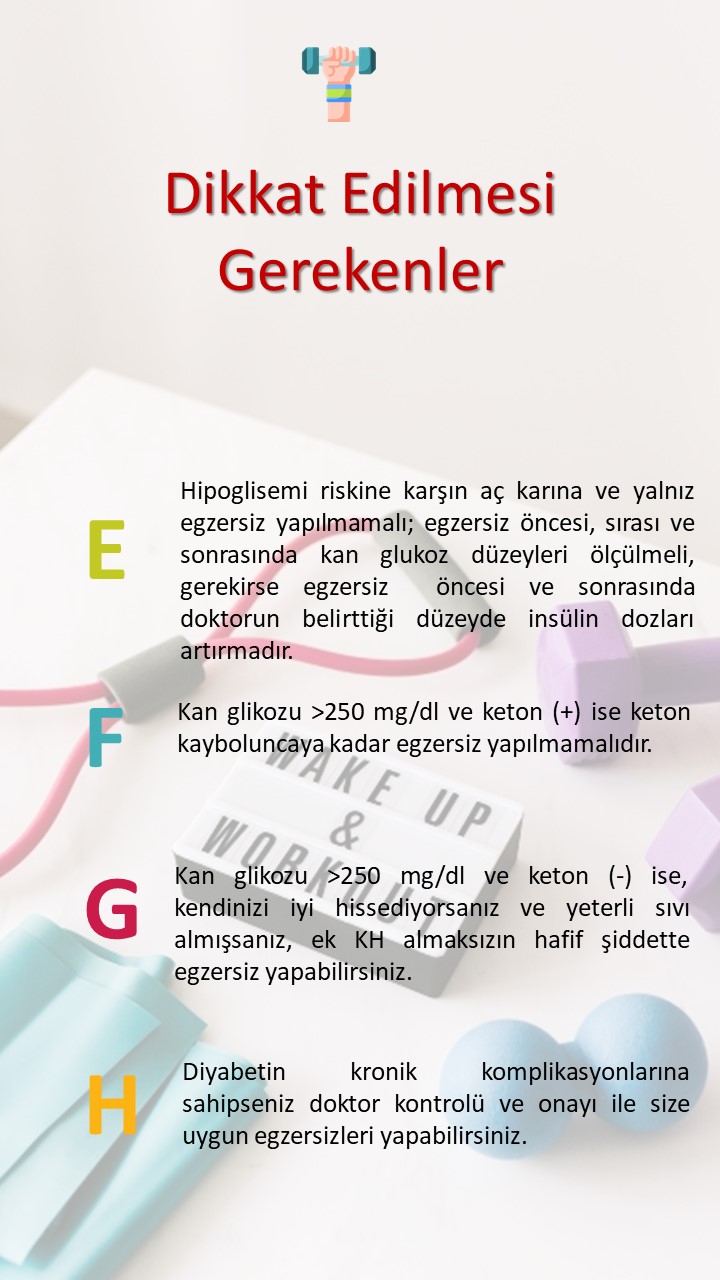 Dikkat Edilmesi
Gerekenler
E
Hipoglisemi riskine karşın aç karına ve yalnız
egzersiz yapılmamalı; egzersiz öncesi, sırası ve
sonrasında kan glukoz düzeyleri ölçülmeli,
gerekirse egzersiz öncesi ve sonrasında
doktorun belirttiği düzeyde insülin dozları
artırmadır.
F
Kan glikozu >250 mg/dl ve keton (+) ise keton
kayboluncaya kadar egzersiz yapılmamalıdır.
WAKE UP
&
WORKOUT
G
Kan glikozu >250 mg/dl ve keton (-) ise,
kendinizi iyi hissediyorsanız ve yeterli sıvı
almışsanız, ek KH almaksızın hafif şiddette
egzersiz yapabilirsiniz.
H
Diyabetin kronik komplikasyonlarına
sahipseniz doktor kontrolü ve onayı ile size
uygun egzersizleri yapabilirsiniz.